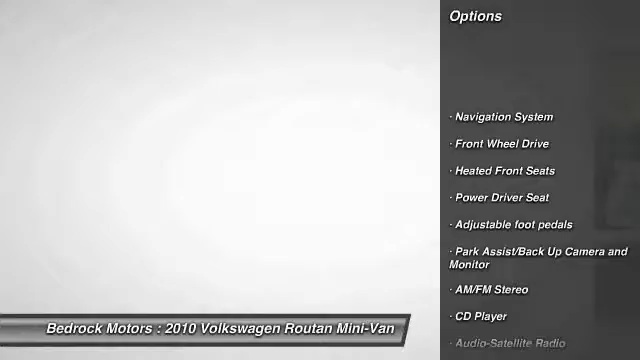 Options
· Navigation System
· Front Wheel Drive
· Heated Front Seats
· Power Driver Seat
· Adjustable foot pedals
· Park Assist/Back Up Camera and
Monitor
· AM/FM Stereo
· CD Player
· Audio-Satellite Radio
Bedrock Motors : 2010 Volkswagen Routan Mini-Van